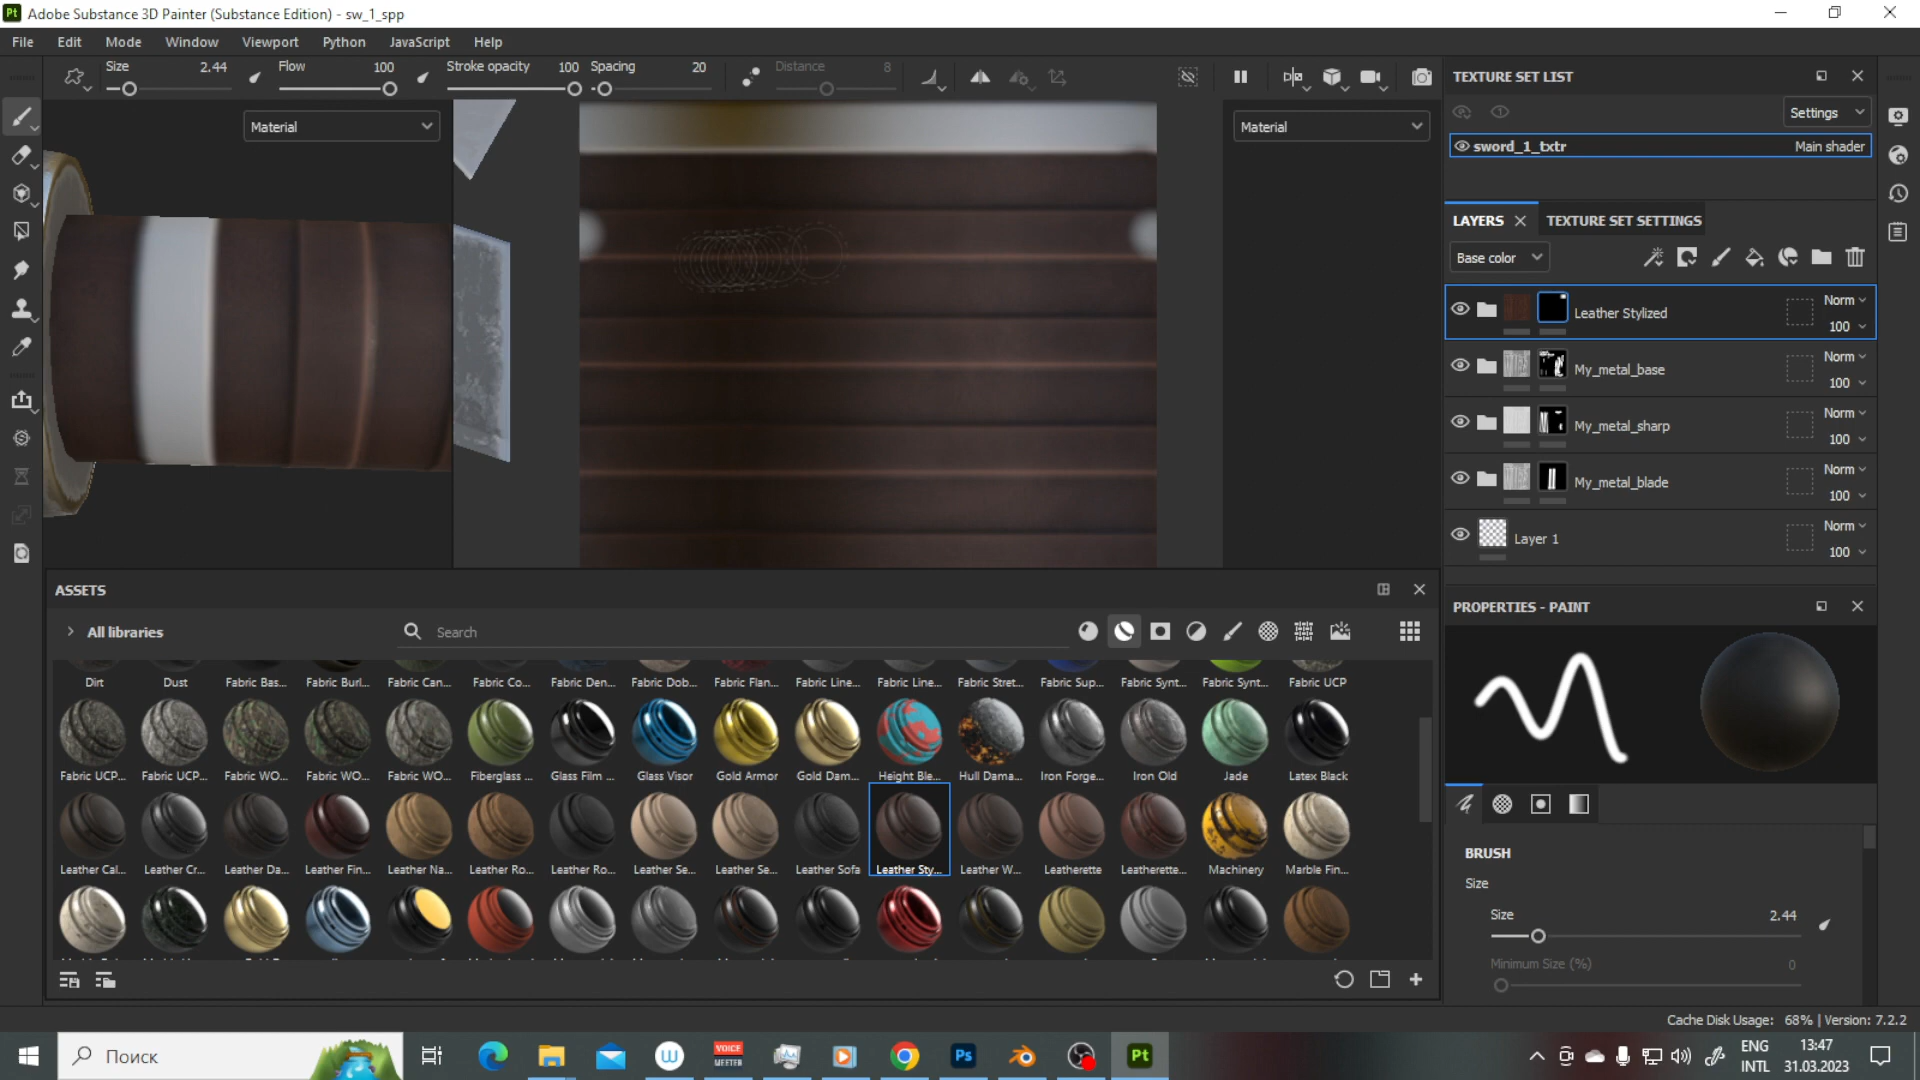 Pt Adobe Substance 3D Painter (Substance Edition) - sw_1_spp
File Edit Mode Window Viewport Python JavaScript Help
Size 2.44 Flow 100 Stroke opacity 100 Spacing 20 Distance 8
Material
Material
TEXTURE SET LIST
Settings
sword_1_txtr Main shader
LAYERS TEXTURE SET SETTINGS
Base color
Leather Stylized Norm 100
My_metal_base Norm 100
My_metal_sharp Norm 100
My_metal_blade Norm 100
Layer 1 Norm 100
ASSETS
All libraries Search
Dirt Dust Fabric Bas... Fabric Burl... Fabric Can... Fabric Co... Fabric Den... Fabric Dob... Fabric Flan... Fabric Line... Fabric Line... Fabric Stret... Fabric Sup... Fabric Synt... Fabric Synt... Fabric UCP
Fabric UCP... Fabric UCP... Fabric WO... Fabric WO... Fabric WO... Fiberglass ... Glass Film ... Glass Visor Gold Armor Gold Dam... Height Ble... Hull Dama... Iron Forge... Iron Old Jade Latex Black
Leather Cal... Leather Cr... Leather Da... Leather Fin... Leather Na... Leather Ro... Leather Ro... Leather Se... Leather Se... Leather Sofa Leather Sty... Leather W... Leatherette Leatherette... Machinery Marble Fin...
PROPERTIES - PAINT
BRUSH
Size
Size 2.44
Minimum Size (%) 0
Cache Disk Usage: 68% | Version: 7.2.2
Поиск
VOICE
MEETER
Ps
Pt
ENG
INTL
13:47
31.03.2023